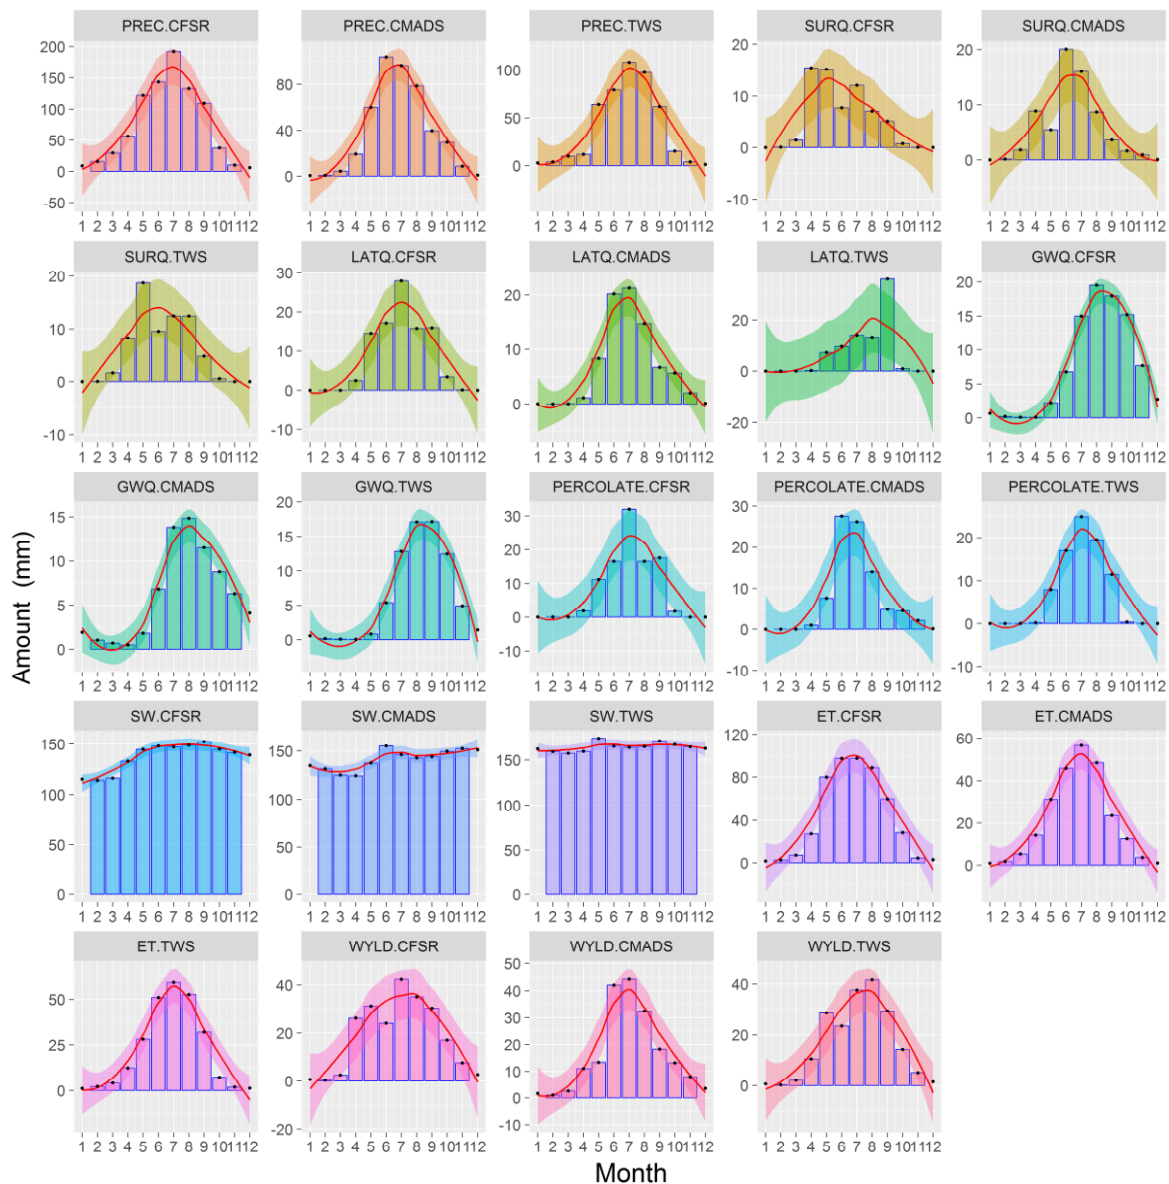 PREC.CFSR PREC.CMADS PREC.TWS SURQ.CFSR SURQ.CMADS
200 150 100 50 0 -50
80 40 0
100 50 0
20 10 0 -10
20 15 10 5 0
1 2 3 4 5 6 7 8 9 101112 1 2 3 4 5 6 7 8 9 101112 1 2 3 4 5 6 7 8 9 101112 1 2 3 4 5 6 7 8 9 101112 1 2 3 4 5 6 7 8 9 101112
SURQ.TWS LATQ.CFSR LATQ.CMADS LATQ.TWS GWQ.CFSR
20 10 0 -10
30 20 10 0 -10
20 10 0
20 0 -20
20 15 10 5 0
1 2 3 4 5 6 7 8 9 101112 1 2 3 4 5 6 7 8 9 101112 1 2 3 4 5 6 7 8 9 101112 1 2 3 4 5 6 7 8 9 101112 1 2 3 4 5 6 7 8 9 101112
GWQ.CMADS GWQ.TWS PERCOLATE.CFSR PERCOLATE.CMADS PERCOLATE.TWS
15 10 5 0
20 15 10 5 0
30 20 10 0 -10
30 20 10 0 -10
30 20 10 0 -10
1 2 3 4 5 6 7 8 9 101112 1 2 3 4 5 6 7 8 9 101112 1 2 3 4 5 6 7 8 9 101112 1 2 3 4 5 6 7 8 9 101112 1 2 3 4 5 6 7 8 9 101112
Amount (mm)
SW.CFSR SW.CMADS SW.TWS ET.CFSR ET.CMADS
150 100 50 0
150 100 50 0
150 100 50 0
120 80 40 0
60 40 20 0
1 2 3 4 5 6 7 8 9 101112 1 2 3 4 5 6 7 8 9 101112 1 2 3 4 5 6 7 8 9 101112 1 2 3 4 5 6 7 8 9 101112 1 2 3 4 5 6 7 8 9 101112
ET.TWS WYLD.CFSR WYLD.CMADS WYLD.TWS
50 25 0
40 20 0 -20
50 40 30 20 10 0 -10
40 20 0
1 2 3 4 5 6 7 8 9 101112 1 2 3 4 5 6 7 8 9 101112 1 2 3 4 5 6 7 8 9 101112 1 2 3 4 5 6 7 8 9 101112
Month